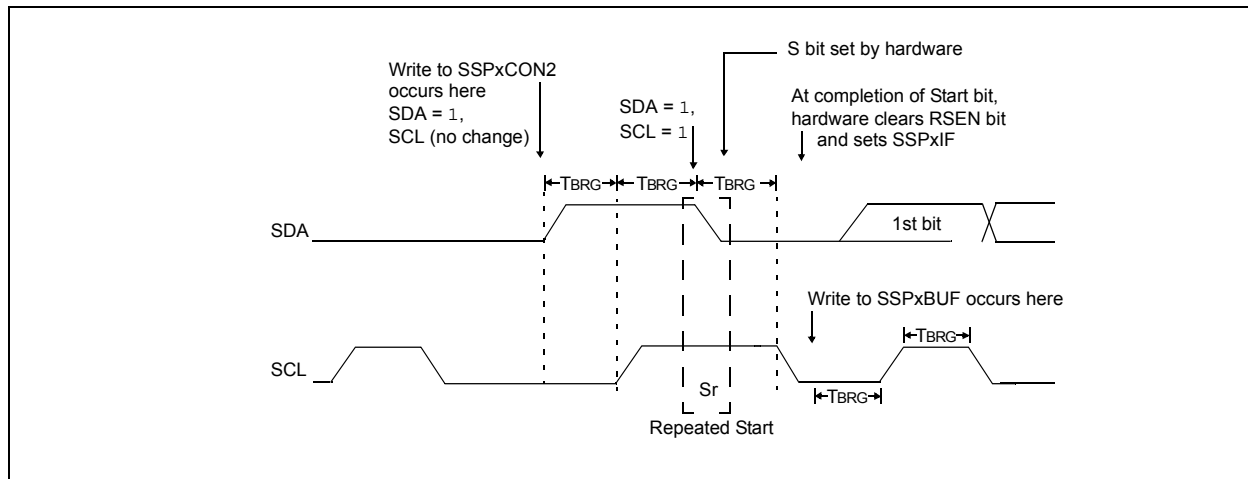 S bit set by hardware
Write to SSPxCON2
occurs here
SDA = 1,
SCL (no change)
SDA = 1,
SCL = 1
At completion of Start bit,
hardware clears RSEN bit
and sets SSPxIF
TBRG TBRG TBRG
SDA
1st bit
Write to SSPxBUF occurs here
TBRG
SCL
Sr
TBRG
Repeated Start